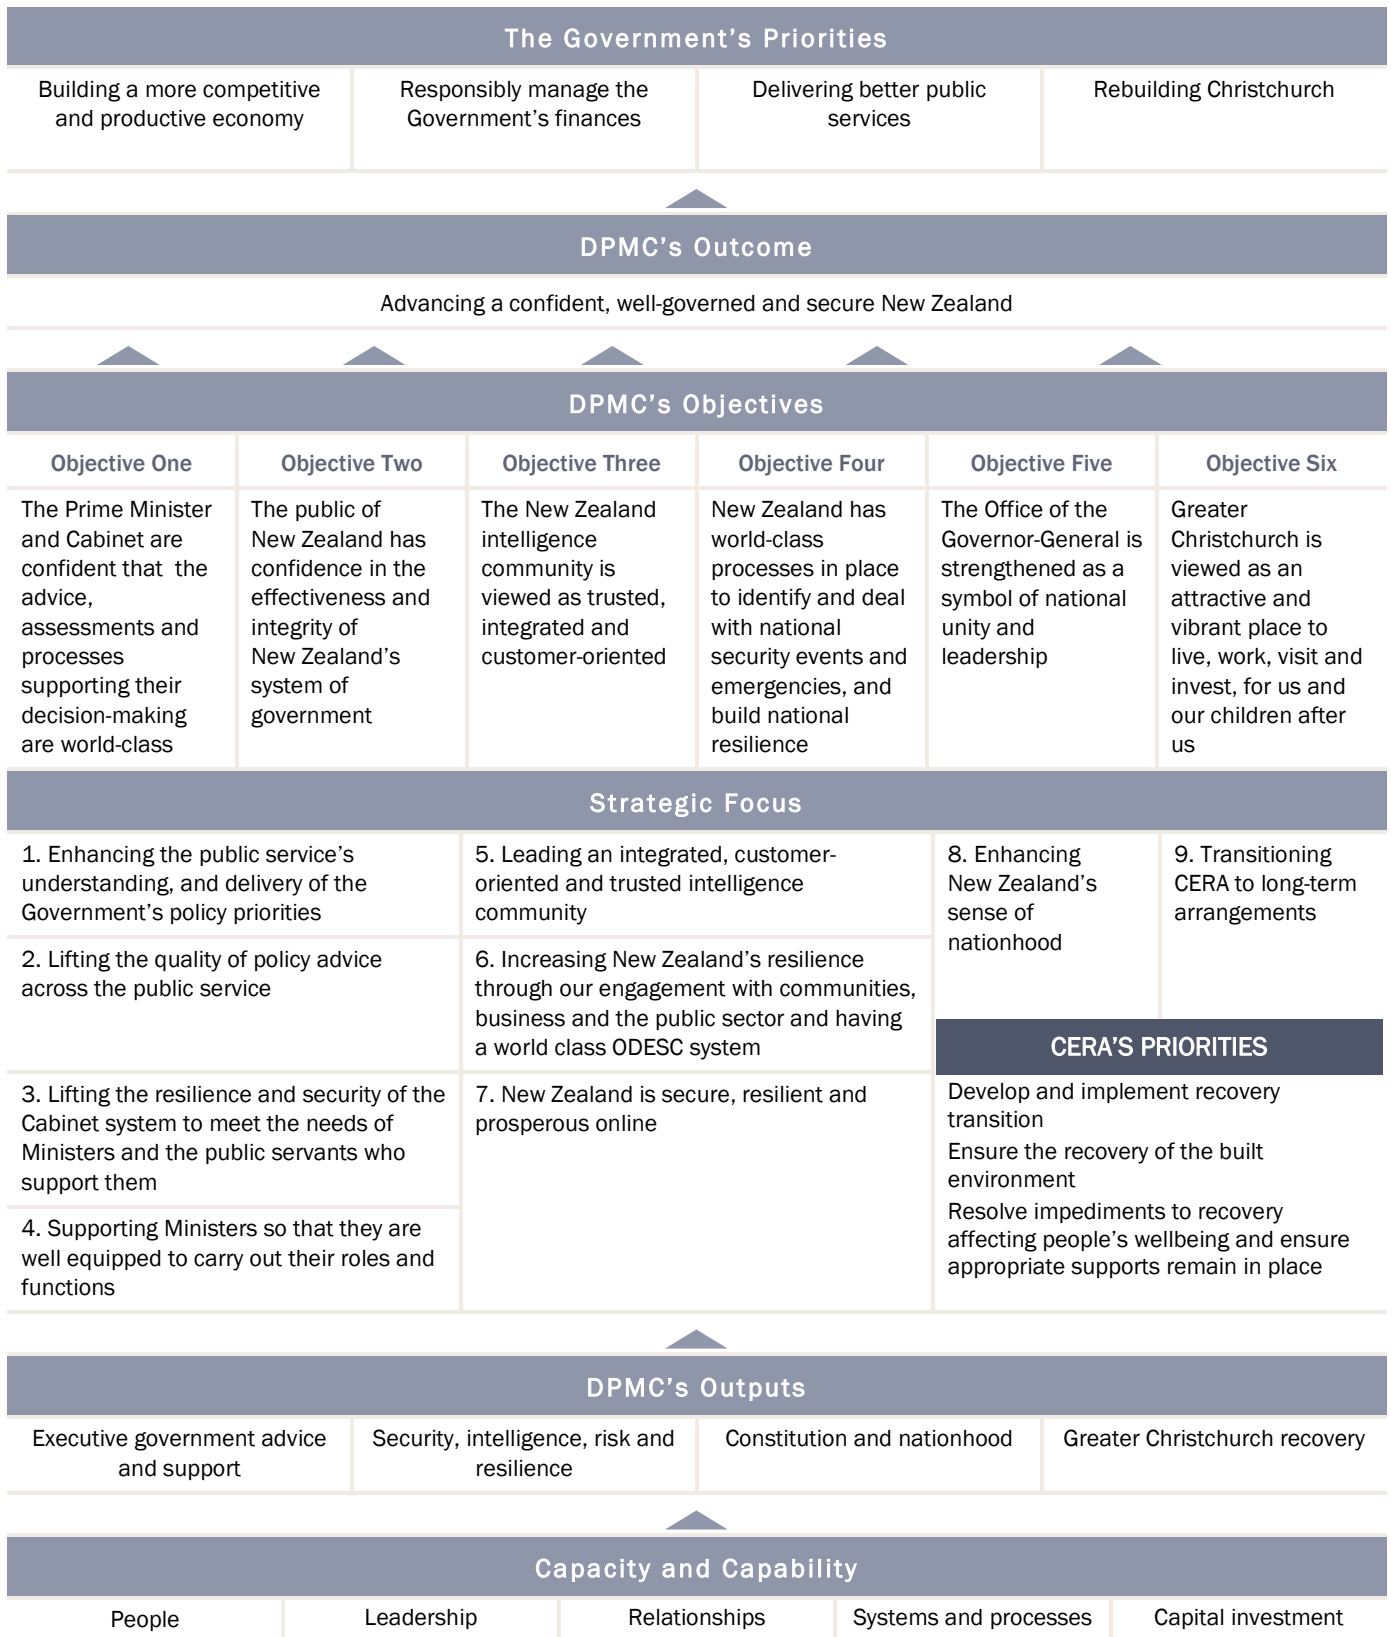 The Government's Priorities
Building a more competitive
and productive economy
Responsibly manage the
Government's finances
Delivering better public
services
Rebuilding Christchurch
DPMC's Outcome
Advancing a confident, well-governed and secure New Zealand
DPMC's Objectives
Objective One
The Prime Minister
and Cabinet are
confident that  the
advice,
assessments and
processes
supporting their
decision-making
are world-class
Objective Two
The public of
New Zealand has
confidence in the
effectiveness and
integrity of
New Zealand's
system of
government
Objective Three
The New Zealand
intelligence
community is
viewed as trusted,
integrated and
customer-oriented
Objective Four
New Zealand has
world-class
processes in place
to identify and deal
with national
security events and
emergencies, and
build national
resilience
Objective Five
The Office of the
Governor-General is
strengthened as a
symbol of national
unity and
leadership
Objective Six
Greater
Christchurch is
viewed as an
attractive and
vibrant place to
live, work, visit and
invest, for us and
our children after
us
Strategic Focus
1. Enhancing the public service's
understanding, and delivery of the
Government's policy priorities
2. Lifting the quality of policy advice
across the public service
3. Lifting the resilience and security of the
Cabinet system to meet the needs of
Ministers and the public servants who
support them
4. Supporting Ministers so that they are
well equipped to carry out their roles and
functions
5. Leading an integrated, customer-
oriented and trusted intelligence
community
6. Increasing New Zealand's resilience
through our engagement with communities,
business and the public sector and having
a world class ODESC system
7. New Zealand is secure, resilient and
prosperous online
8. Enhancing
New Zealand's
sense of
nationhood
9. Transitioning
CERA to long-term
arrangements
CERA'S PRIORITIES
Develop and implement recovery
transition
Ensure the recovery of the built
environment
Resolve impediments to recovery
affecting people's wellbeing and ensure
appropriate supports remain in place
DPMC's Outputs
Executive government advice
and support
Security, intelligence, risk and
resilience
Constitution and nationhood
Greater Christchurch recovery
Capacity and Capability
People
Leadership
Relationships
Systems and processes
Capital investment